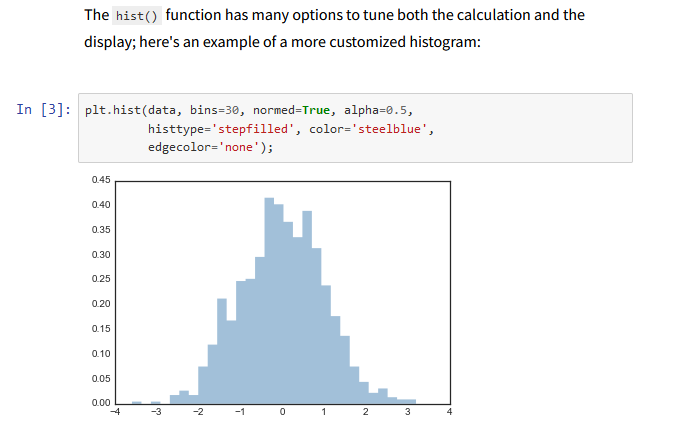 The hist() function has many options to tune both the calculation and the
display; here's an example of a more customized histogram:
In [3]: plt.hist(data, bins=30, normed=True, alpha=0.5,
histtype='stepfilled', color='steelblue',
edgecolor='none');
0.45
0.40
0.35
0.30
0.25
0.20
0.15
0.10
0.05
0.00
−4 −3 −2 −1 0 1 2 3 4